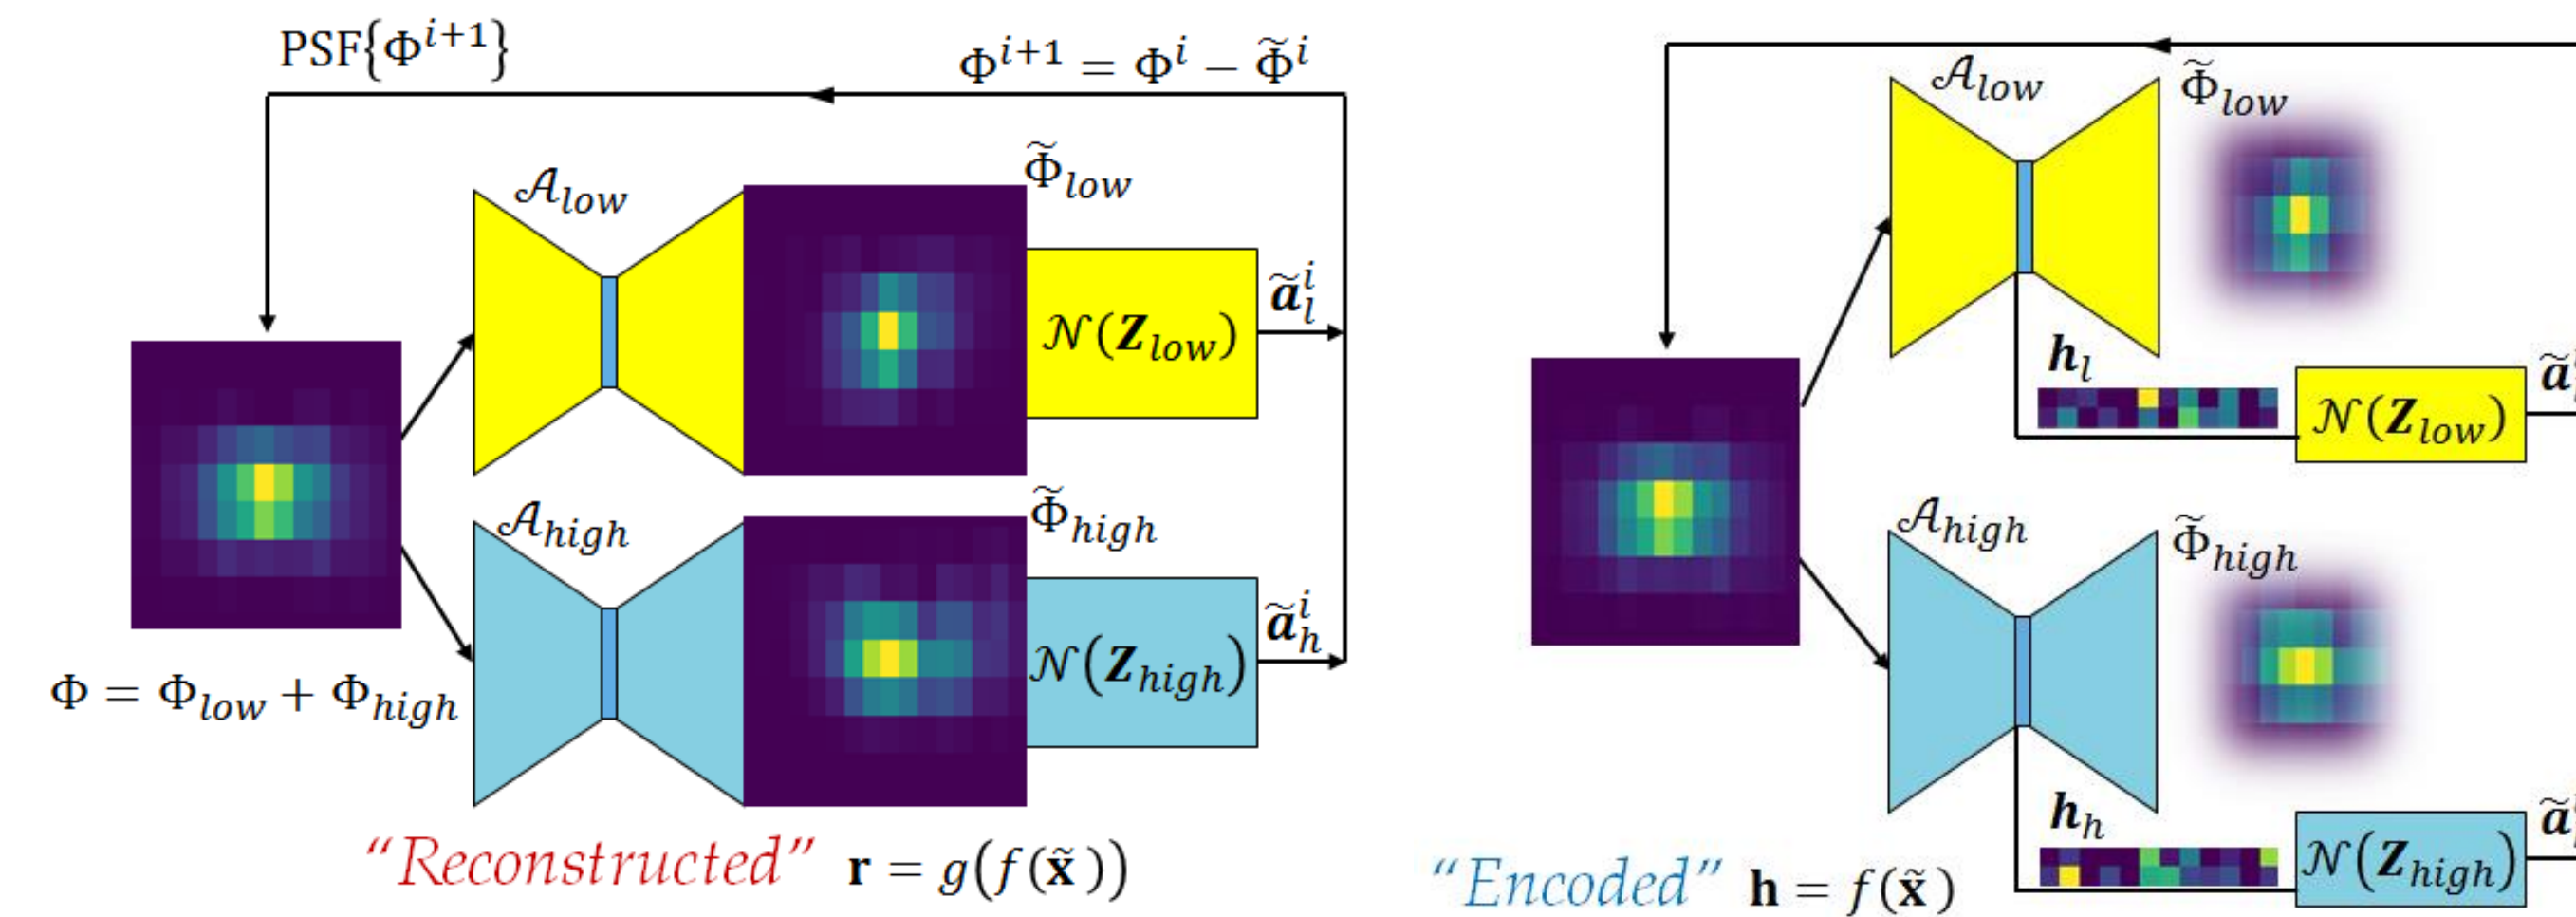 PSF{Φ^{i+1}}
Φ^{i+1} = Φ^i − Φ̃^i
𝒜_{low}
Φ̃_{low}
𝒩(Z_{low})
ã_l^i
𝒜_{high}
Φ̃_{high}
𝒩(Z_{high})
ã_h^i
Φ = Φ_{low} + Φ_{high}
“Reconstructed” r = g(f(x̃))
𝒜_{low}
Φ̃_{low}
h_l
𝒩(Z_{low})
𝒜_{high}
Φ̃_{high}
h_h
𝒩(Z_{high})
“Encoded” h = f(x̃)